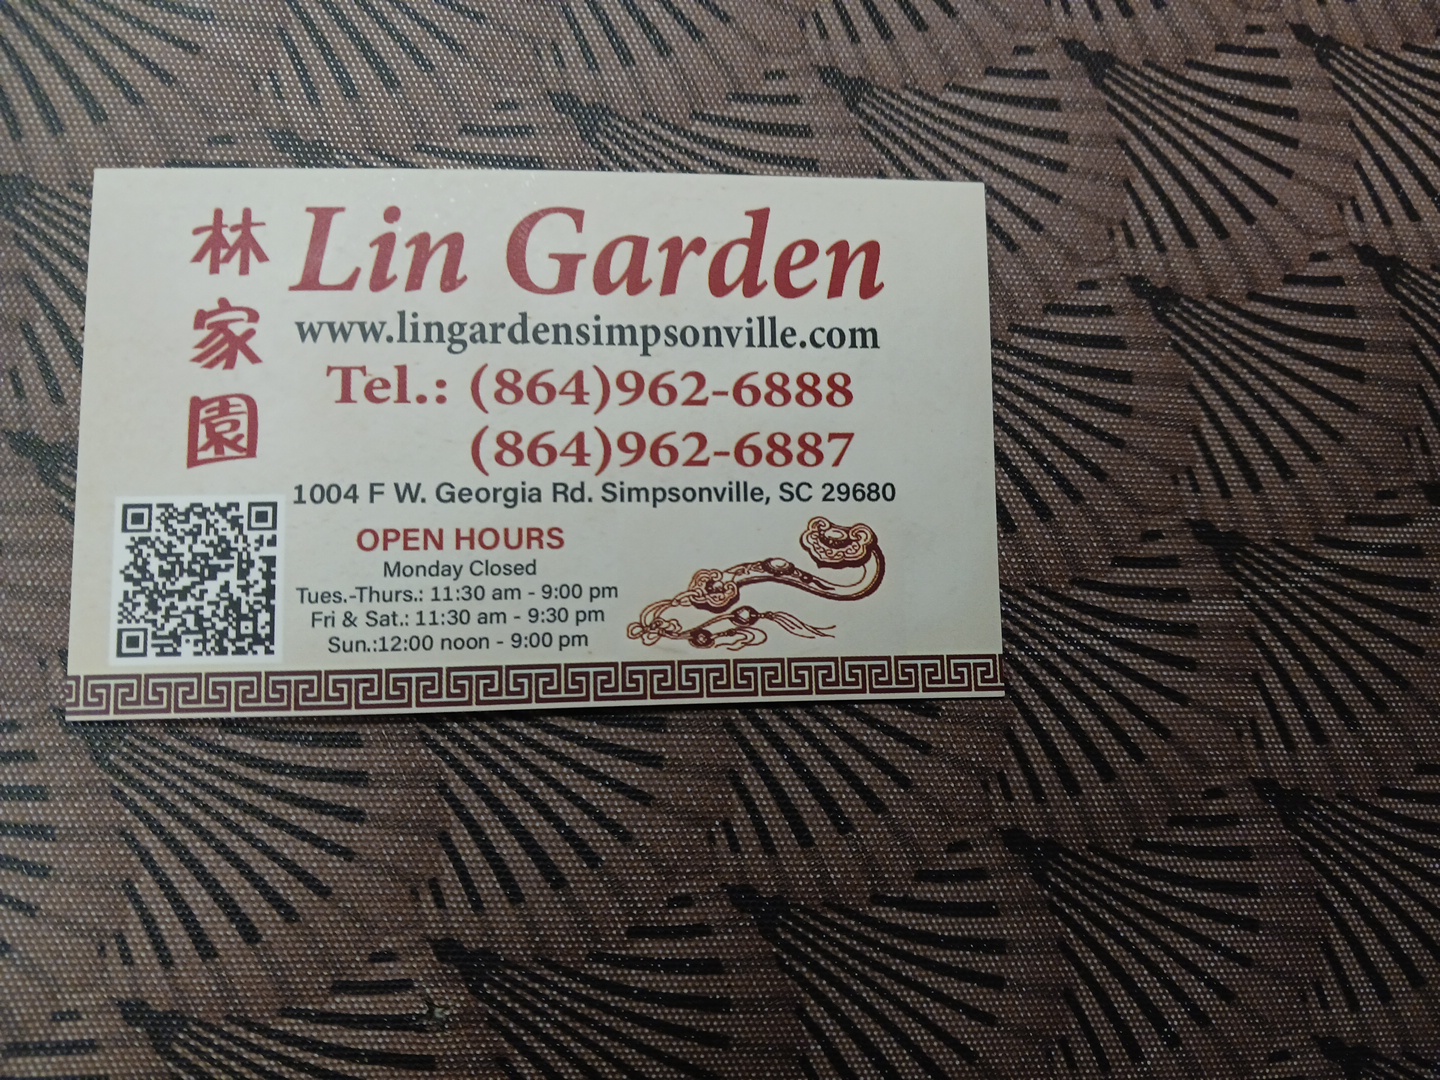 林家園
Lin Garden
www.lingardensimpsonville.com
Tel.: (864)962-6888
(864)962-6887
1004 F W. Georgia Rd. Simpsonville, SC 29680
OPEN HOURS
Monday Closed
Tues.-Thurs.: 11:30 am - 9:00 pm
Fri & Sat.: 11:30 am - 9:30 pm
Sun.:12:00 noon - 9:00 pm